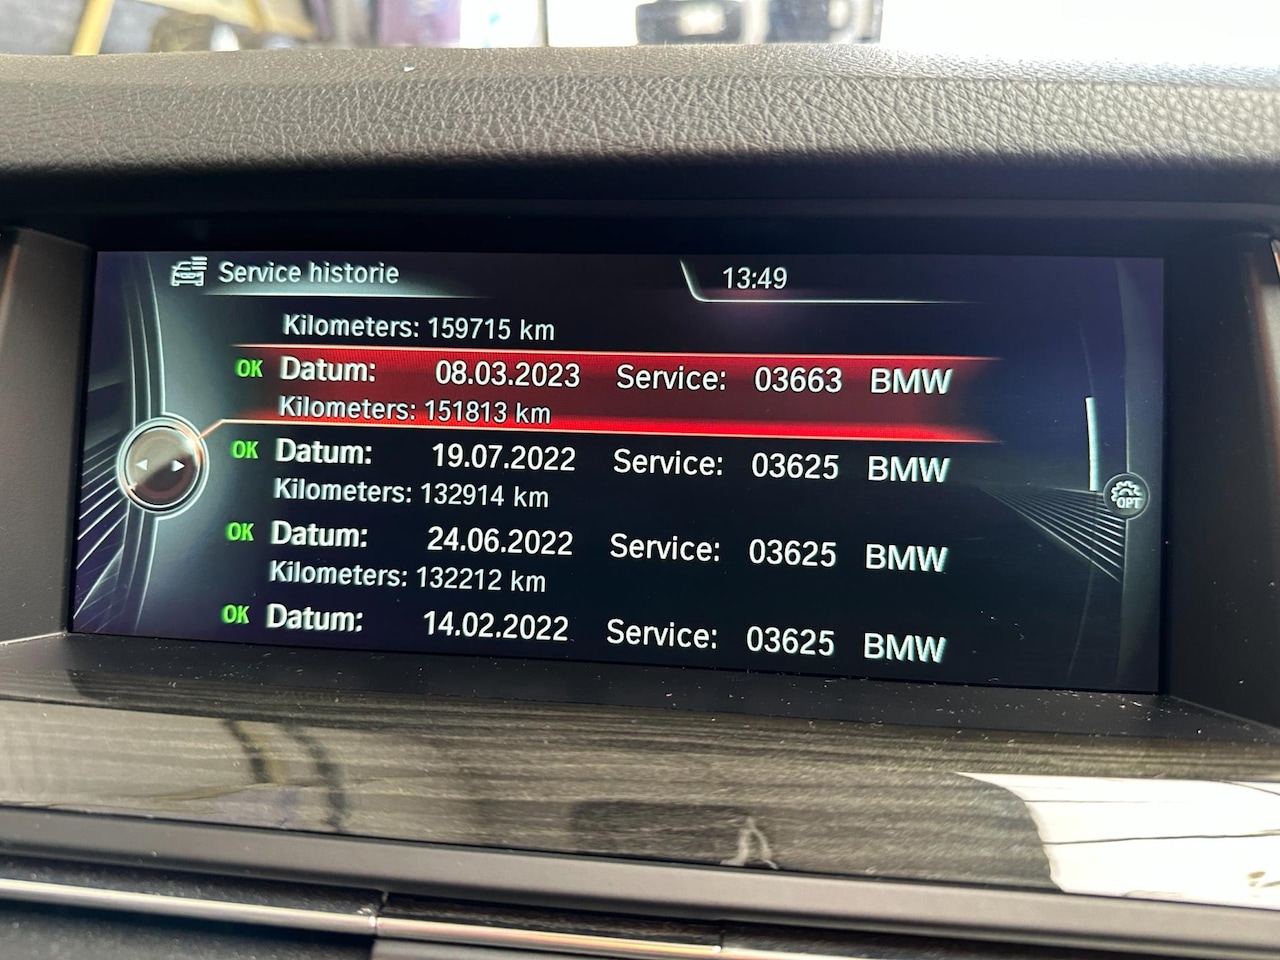 Service historie 13:49
Kilometers: 159715 km
OK Datum: 08.03.2023 Service: 03663 BMW
Kilometers: 151813 km
OK Datum: 19.07.2022 Service: 03625 BMW
Kilometers: 132914 km
OK Datum: 24.06.2022 Service: 03625 BMW
Kilometers: 132212 km
OK Datum: 14.02.2022 Service: 03625 BMW
OPT